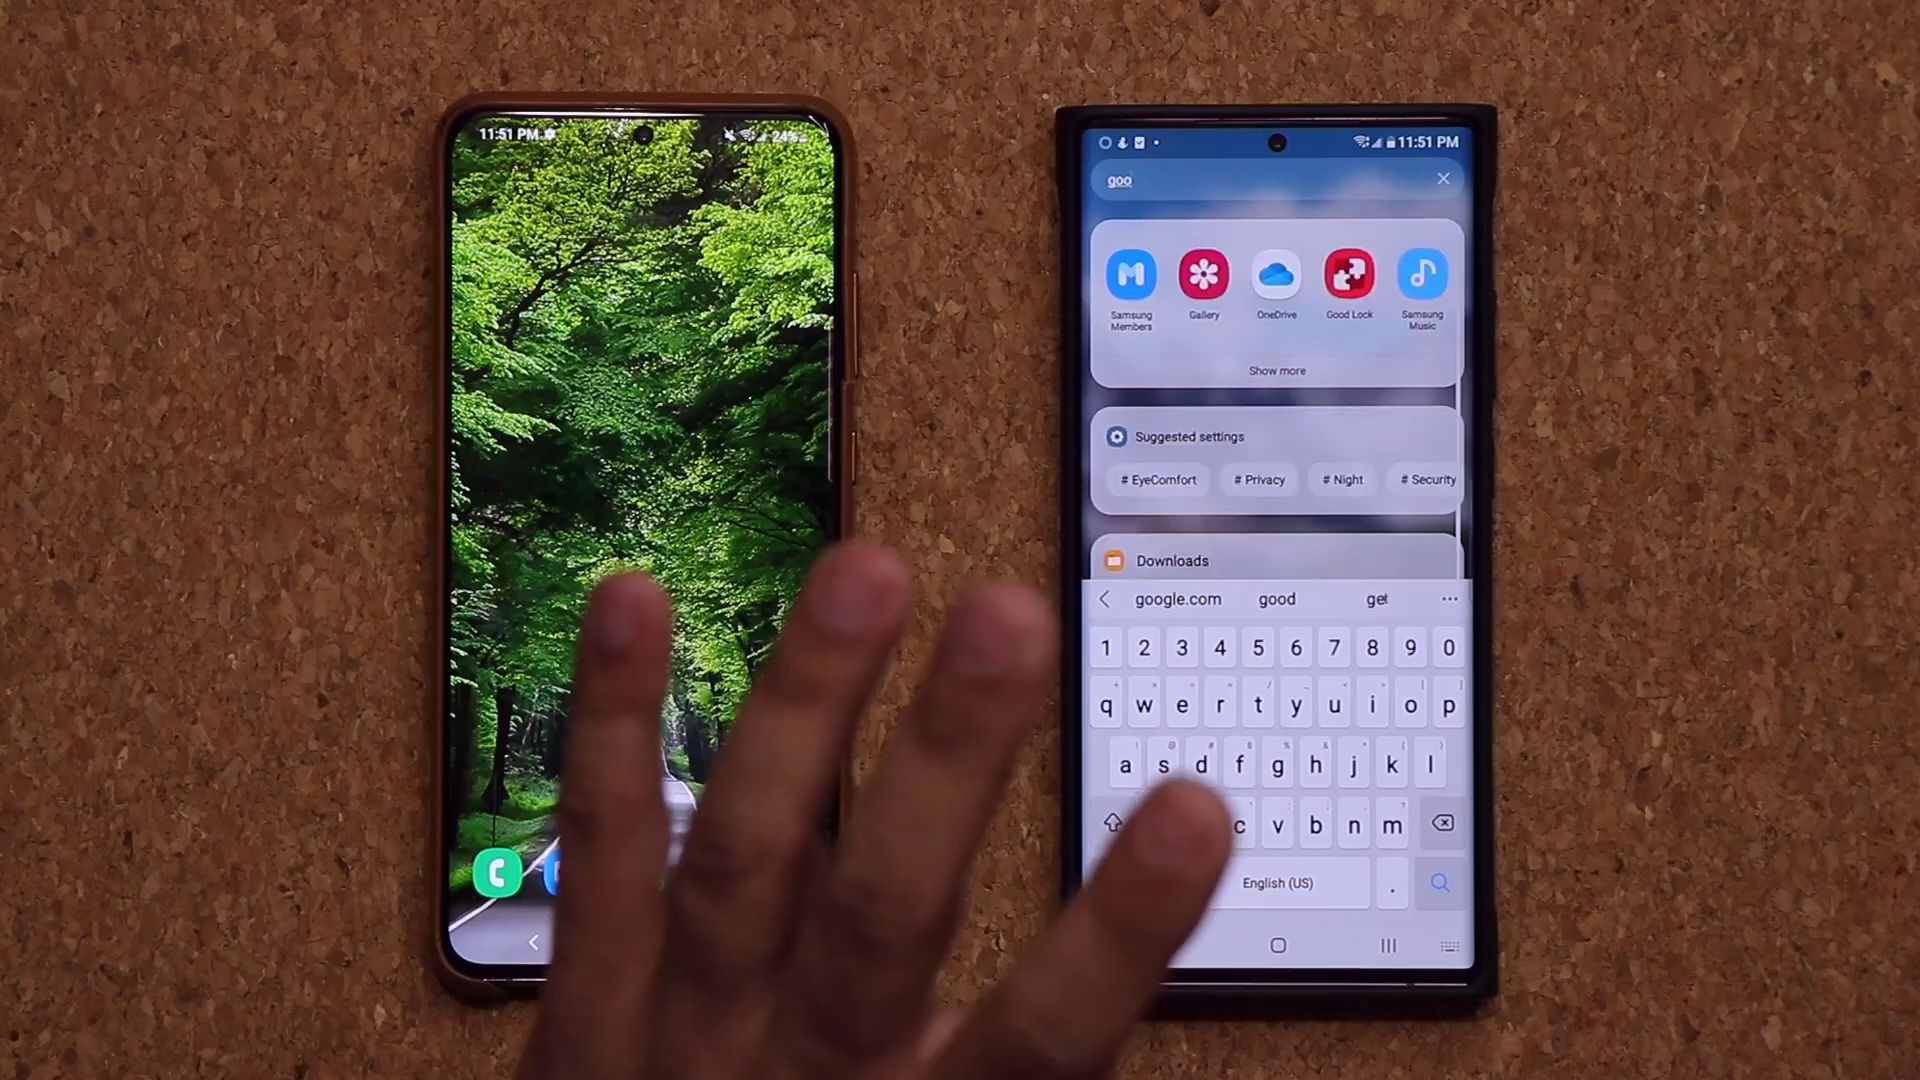 11:51 PM
24%
11:51 PM
goo
Samsung Members
Gallery
OneDrive
Good Lock
Samsung Music
Show more
Suggested settings
# EyeComfort
# Privacy
# Night
# Security
Downloads
google.com good get
1 2 3 4 5 6 7 8 9 0
q w e r t y u i o p
a s d f g h j k l
c v b n m
English (US) .